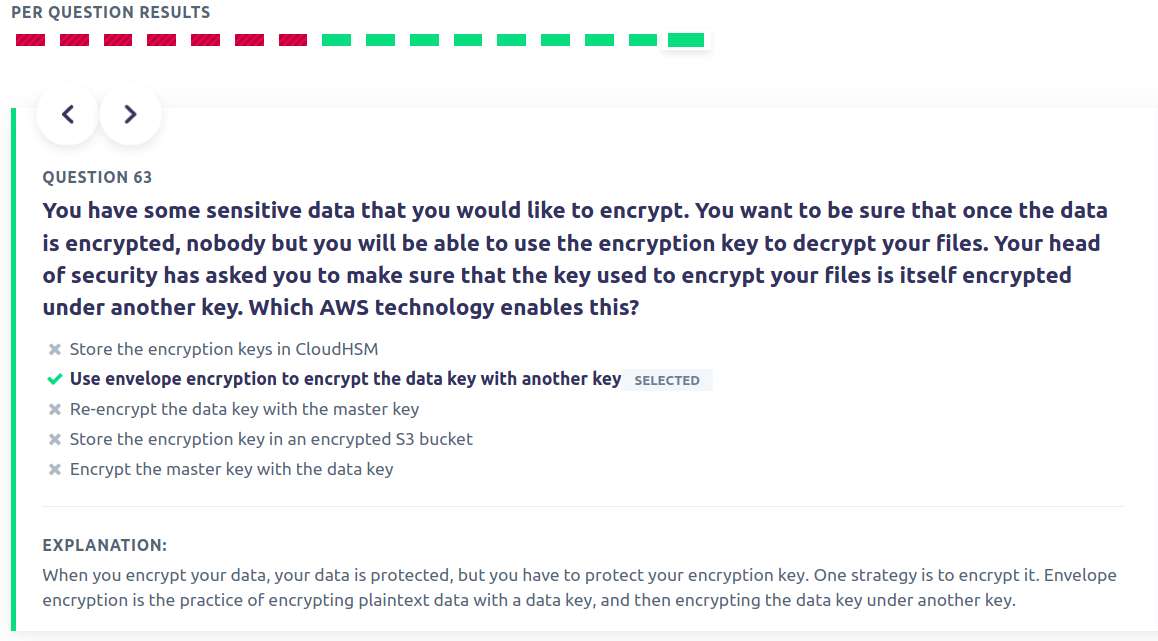 PER QUESTION RESULTS
QUESTION 63
You have some sensitive data that you would like to encrypt. You want to be sure that once the data
is encrypted, nobody but you will be able to use the encryption key to decrypt your files. Your head
of security has asked you to make sure that the key used to encrypt your files is itself encrypted
under another key. Which AWS technology enables this?
Store the encryption keys in CloudHSM
Use envelope encryption to encrypt the data key with another key SELECTED
Re-encrypt the data key with the master key
Store the encryption key in an encrypted S3 bucket
Encrypt the master key with the data key
EXPLANATION:
When you encrypt your data, your data is protected, but you have to protect your encryption key. One strategy is to encrypt it. Envelope
encryption is the practice of encrypting plaintext data with a data key, and then encrypting the data key under another key.